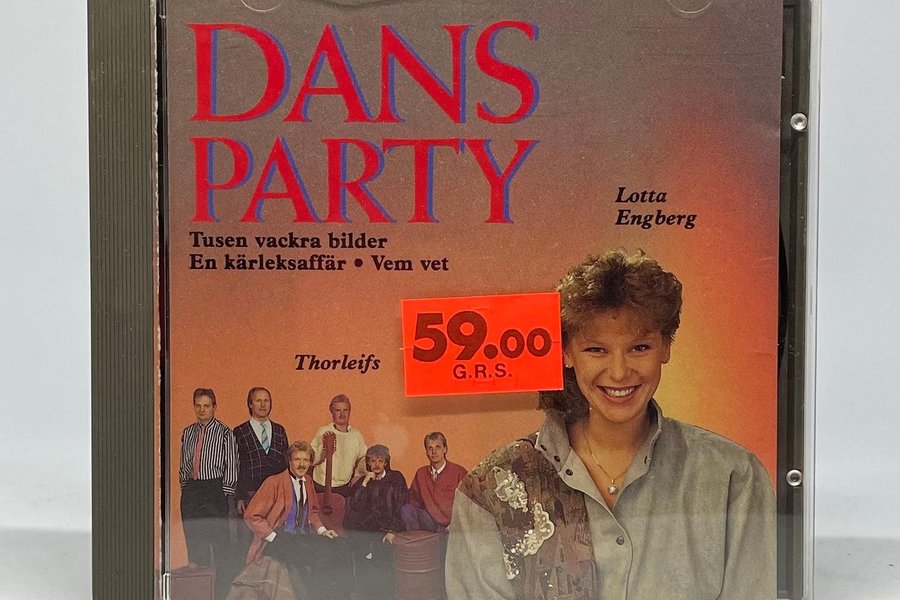 DANS
PARTY
Tusen vackra bilder
En kärleksaffär • Vem vet
Lotta
Engberg
59.00
G.R.S.
Thorleifs